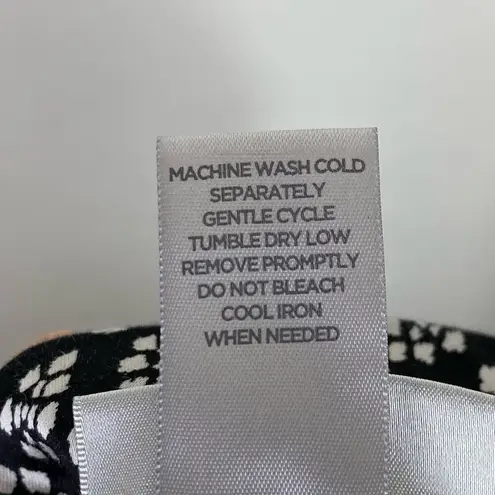 MACHINE WASH COLD
SEPARATELY
GENTLE CYCLE
TUMBLE DRY LOW
REMOVE PROMPTLY
DO NOT BLEACH
COOL IRON
WHEN NEEDED